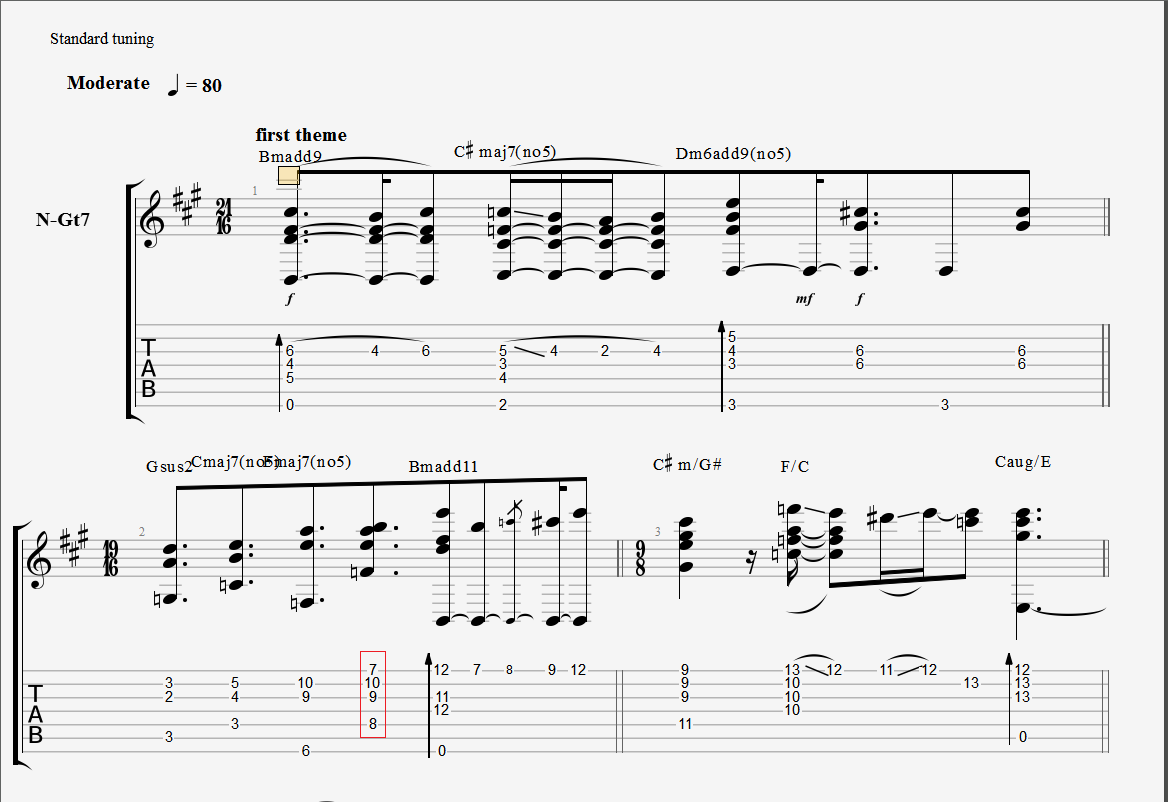 Standard tuning
Moderate = 80
first theme
Bmadd9 C♯ maj7(no5) Dm6add9(no5)
1
N-Gt7
21
16
f mf f
5
T 6 4 6 5 4 2 4 4 6 6
A 4 3 3 6 6
B 5 4
0 2 3 3
Gsus2 Cmaj7(no5) Fmaj7(no5) Bmadd11 C♯ m/G# F/C Caug/E
2 3
19
16
9
8
7 12 7 8 9 12 9 13 12 11 12 12
3 5 10 10 9 10 13 13
T 2 4 9 9 11 9 10 13
A 12 10
B 3 8 11
3 0
6 0